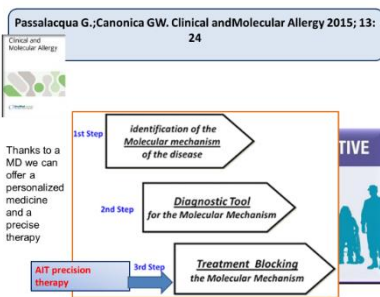 Passalacqua G.;Canonica GW. Clinical andMolecular Allergy 2015; 13:
24
Clinical and
Molecular Allergy
1st Step
identification of the
Molecular mechanism
of the disease
TIVE
Thanks to a
MD we can
offer a
personalized
medicine
and a
precise
therapy
2nd Step
Diagnostic Tool
for the Molecular Mechanism
AIT precision
therapy
3rd Step
Treatment Blocking
the Molecular Mechanism